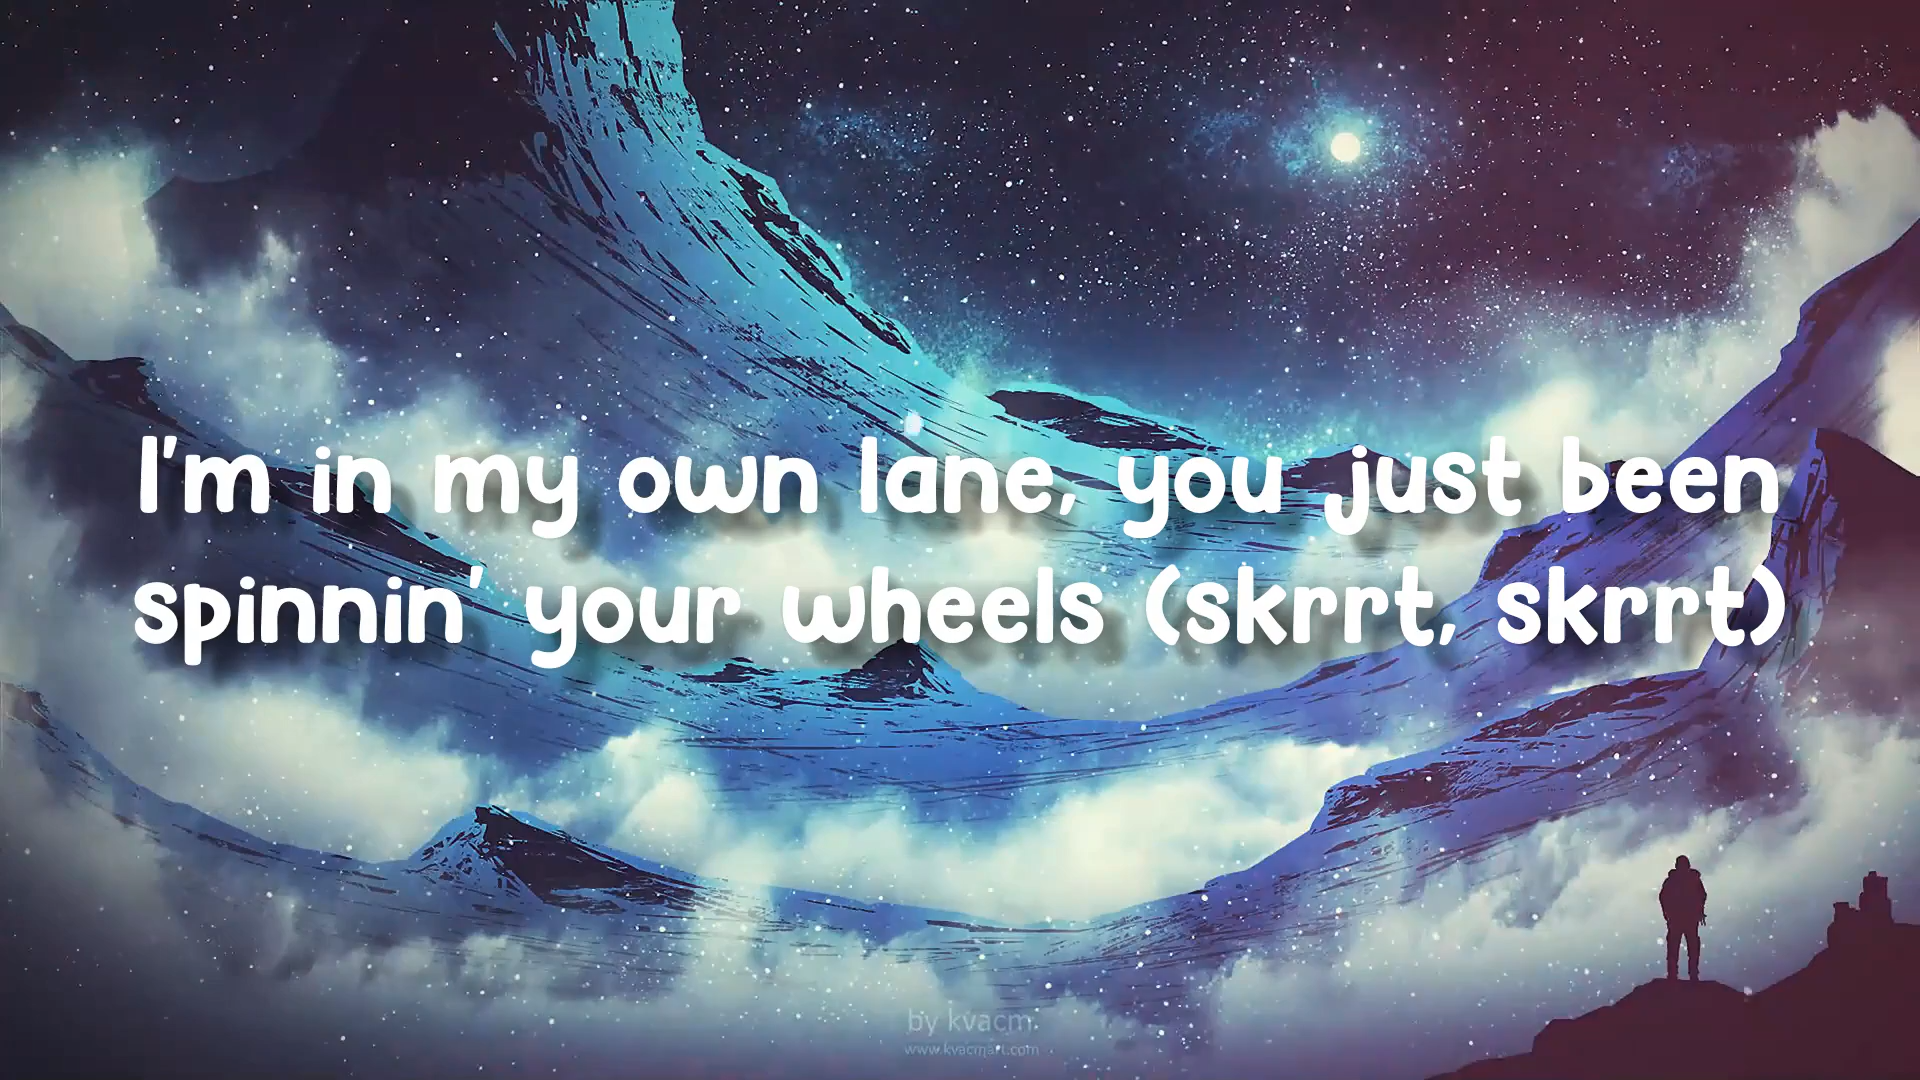 I'm in my own lane, you just been
spinnin' your wheels (skrrt, skrrt)
by kvacm
www.kvacmart.com